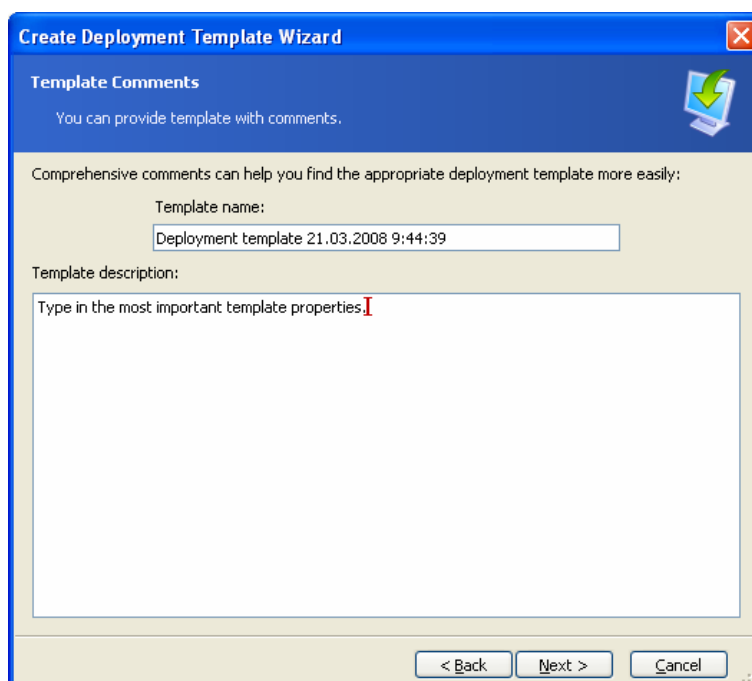 Create Deployment Template Wizard
Template Comments
You can provide template with comments.
Comprehensive comments can help you find the appropriate deployment template more easily:
Template name:
Deployment template 21.03.2008 9:44:39
Template description:
Type in the most important template properties.
< Back
Next >
Cancel